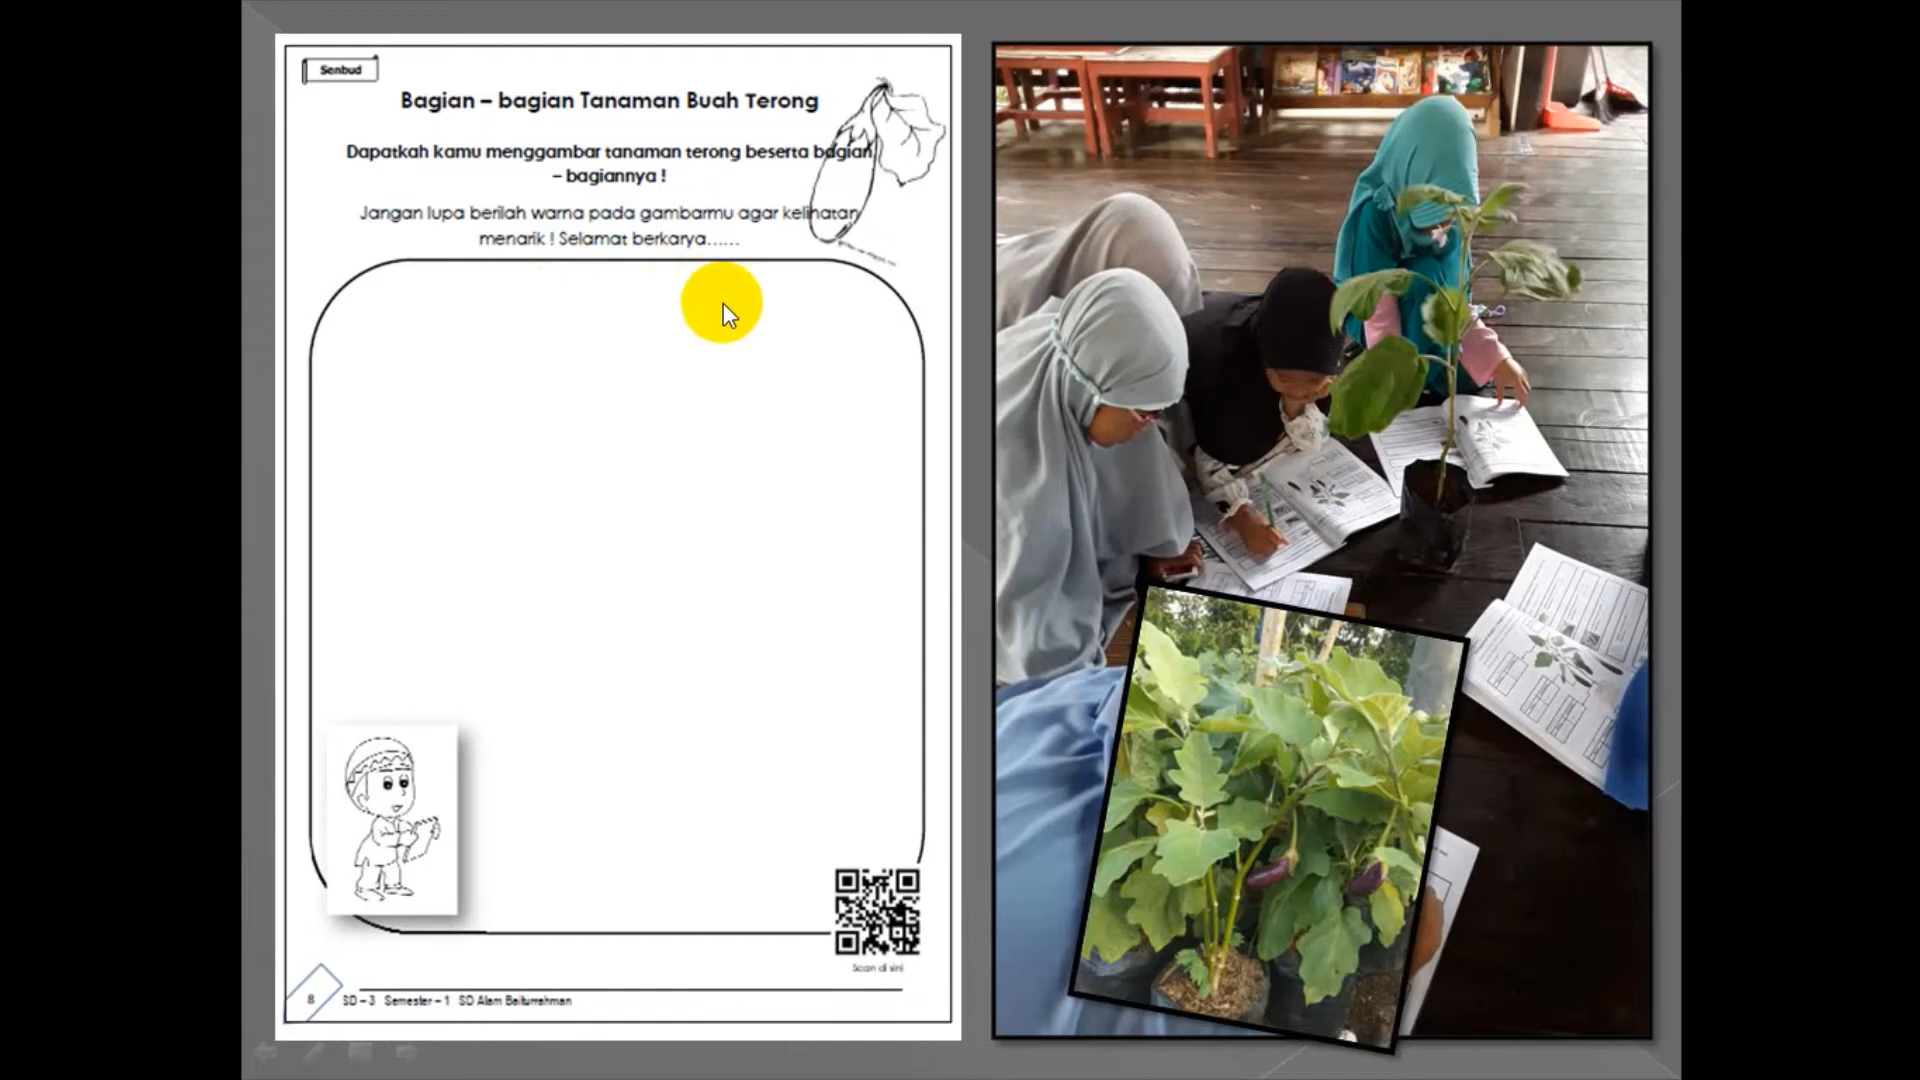 Senbud
Bagian – bagian Tanaman Buah Terong
Dapatkah kamu menggambar tanaman terong beserta bagian
– bagiannya !
Jangan lupa berilah warna pada gambarmu agar kelihatan
menarik ! Selamat berkarya......
Scan di sini
8
SD – 3 Semester – 1 SD Alam Baiturrahman